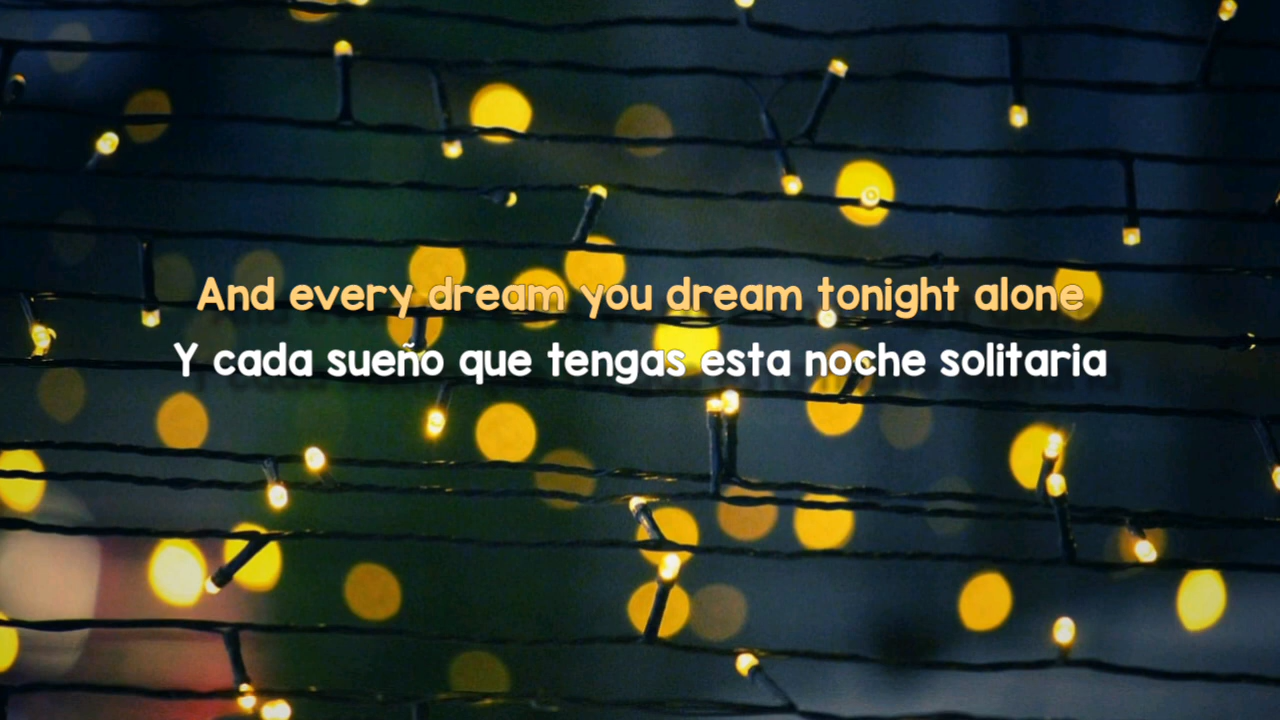 And every dream you dream tonight alone
Y cada sueño que tengas esta noche solitaria